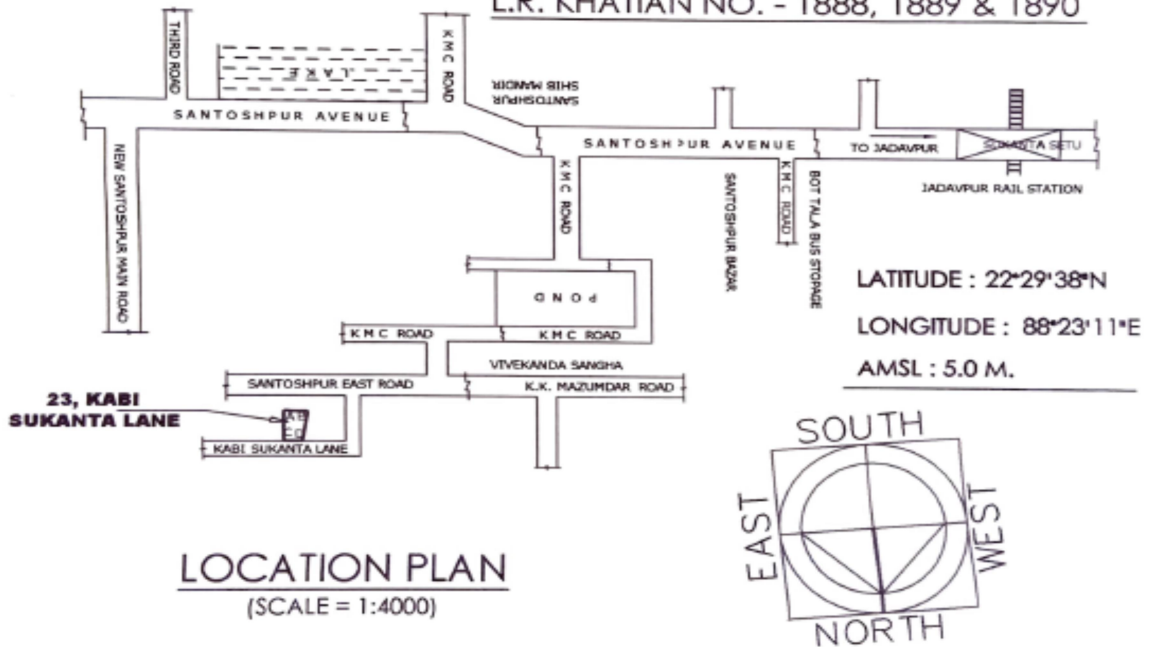 L.R. KHATIAN NO. - 1888, 1889 & 1890
THIRD ROAD
LAKE
KMC ROAD
SANTOSHPUR
SHIB MANDIR
SANTOSHPUR AVENUE
SANTOSHPUR AVENUE
TO JADAVPUR
SUKANTA SETU
JADAVPUR RAIL STATION
NEW SANTOSHPUR MAIN ROAD
KMC ROAD
SANTOSHPUR BAZAR
KMC ROAD
BOT TALA BUS STOPAGE
LATITUDE : 22°29'38"N
LONGITUDE : 88°23'11"E
AMSL : 5.0 M.
POND
KMC ROAD
KMC ROAD
VIVEKANDA SANGHA
SANTOSHPUR EAST ROAD
K.K. MAZUMDAR ROAD
23, KABI
SUKANTA LANE
A B
C D
KABI SUKANTA LANE
SOUTH
EAST
WEST
NORTH
LOCATION PLAN
(SCALE = 1:4000)